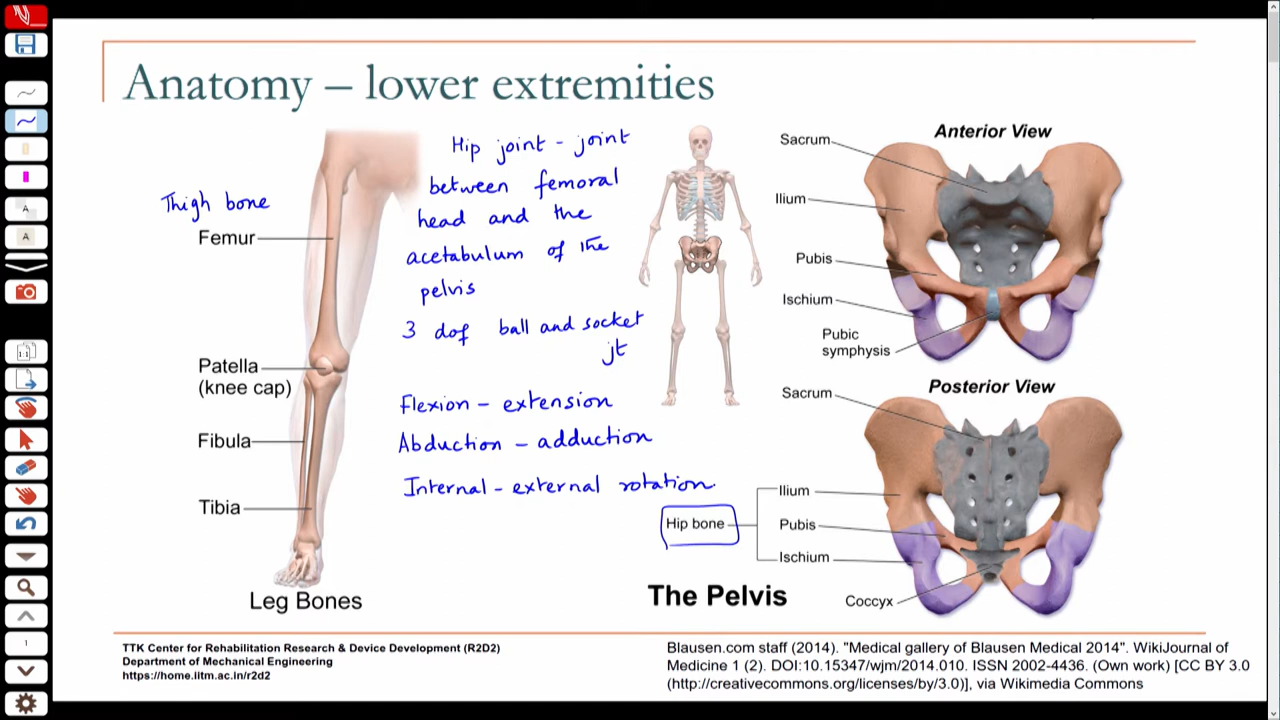 Anatomy – lower extremities
Thigh bone
Femur
Patella
(knee cap)
Fibula
Tibia
Leg Bones
Hip joint - joint
between femoral
head and the
acetabulum of the
pelvis
3 dof ball and socket
jt
Flexion – extension
Abduction – adduction
Internal – external rotation
Anterior View
Sacrum
Ilium
Pubis
Ischium
Pubic
symphysis
Posterior View
Sacrum
Hip bone
Ilium
Pubis
Ischium
Coccyx
The Pelvis
TTK Center for Rehabilitation Research & Device Development (R2D2)
Department of Mechanical Engineering
https://home.iitm.ac.in/r2d2
Blausen.com staff (2014). "Medical gallery of Blausen Medical 2014". WikiJournal of
Medicine 1 (2). DOI:10.15347/wjm/2014.010. ISSN 2002-4436. (Own work) [CC BY 3.0
(http://creativecommons.org/licenses/by/3.0)], via Wikimedia Commons
A
A
1:1
1